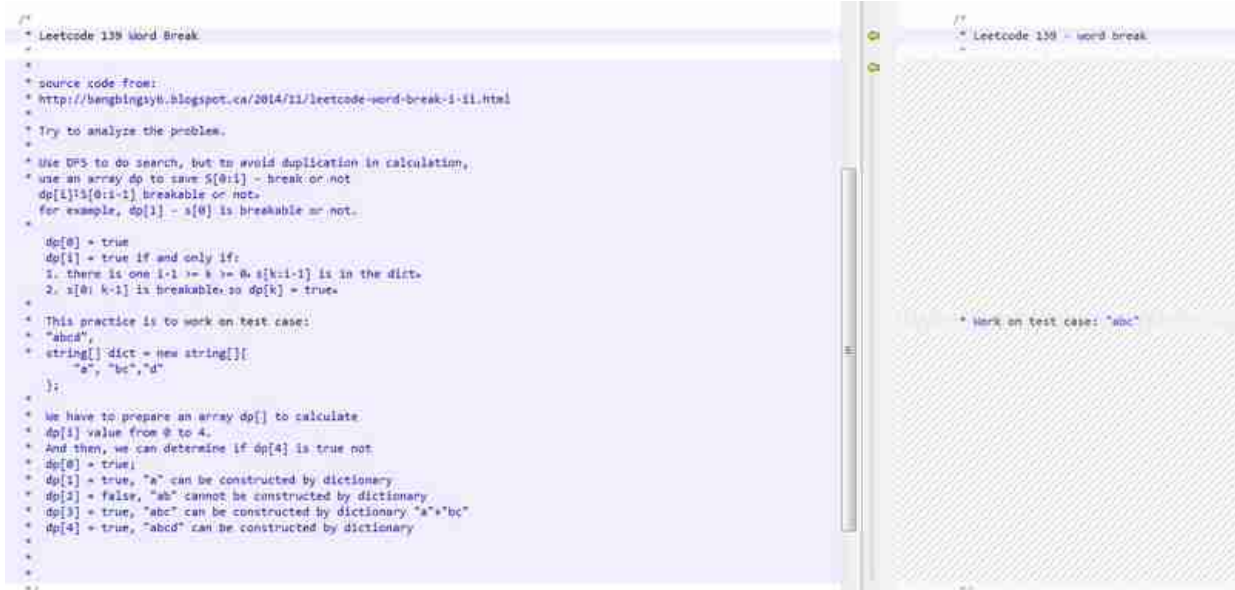 /*
* Leetcode 139 Word Break
*
*
* source code from:
* http://bangbingsyb.blogspot.ca/2014/11/leetcode-word-break-i-ii.html
*
* Try to analyze the problem.
*
* Use DFS to do search, but to avoid duplication in calculation,
* use an array dp to save S[0:i] - break or not
dp[i]:S[0:i-1] breakable or not。
for example, dp[1] - s[0] is breakable or not.
*
dp[0] = true
dp[i] = true if and only if:
1. there is one i-1 >= k >= 0，s[k:i-1] is in the dict。
2. s[0: k-1] is breakable，so dp[k] = true。
*
* This practice is to work on test case:
* "abcd",
* string[] dict = new string[]{
"a", "bc","d"
};
*
* We have to prepare an array dp[] to calculate
* dp[i] value from 0 to 4.
* And then, we can determine if dp[4] is true not
* dp[0] = true;
* dp[1] = true, "a" can be constructed by dictionary
* dp[2] = false, "ab" cannot be constructed by dictionary
* dp[3] = true, "abc" can be constructed by dictionary "a"+"bc"
* dp[4] = true, "abcd" can be constructed by dictionary
*
*
*
*/
/*
* Leetcode 139 - word break
*
* Work on test case: "abc"
*/